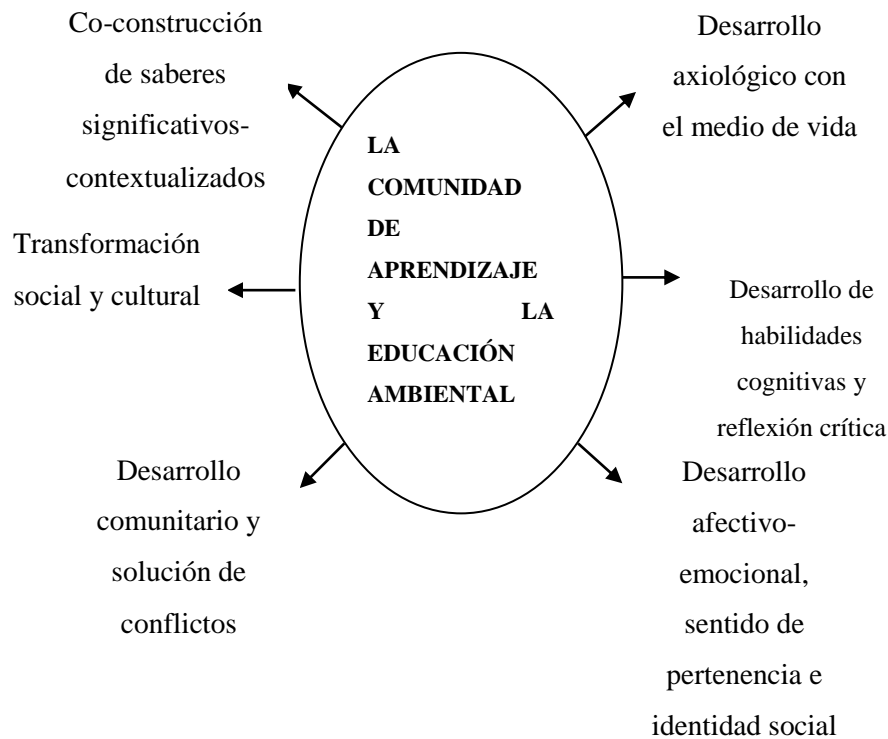 Co-construcción
de saberes
significativos-
contextualizados
Transformación
social y cultural
Desarrollo
comunitario y
solución de
conflictos
LA
COMUNIDAD
DE
APRENDIZAJE
Y LA
EDUCACIÓN
AMBIENTAL
Desarrollo
axiológico con
el medio de vida
Desarrollo de
habilidades
cognitivas y
reflexión crítica
Desarrollo
afectivo-
emocional,
sentido de
pertenencia e
identidad social